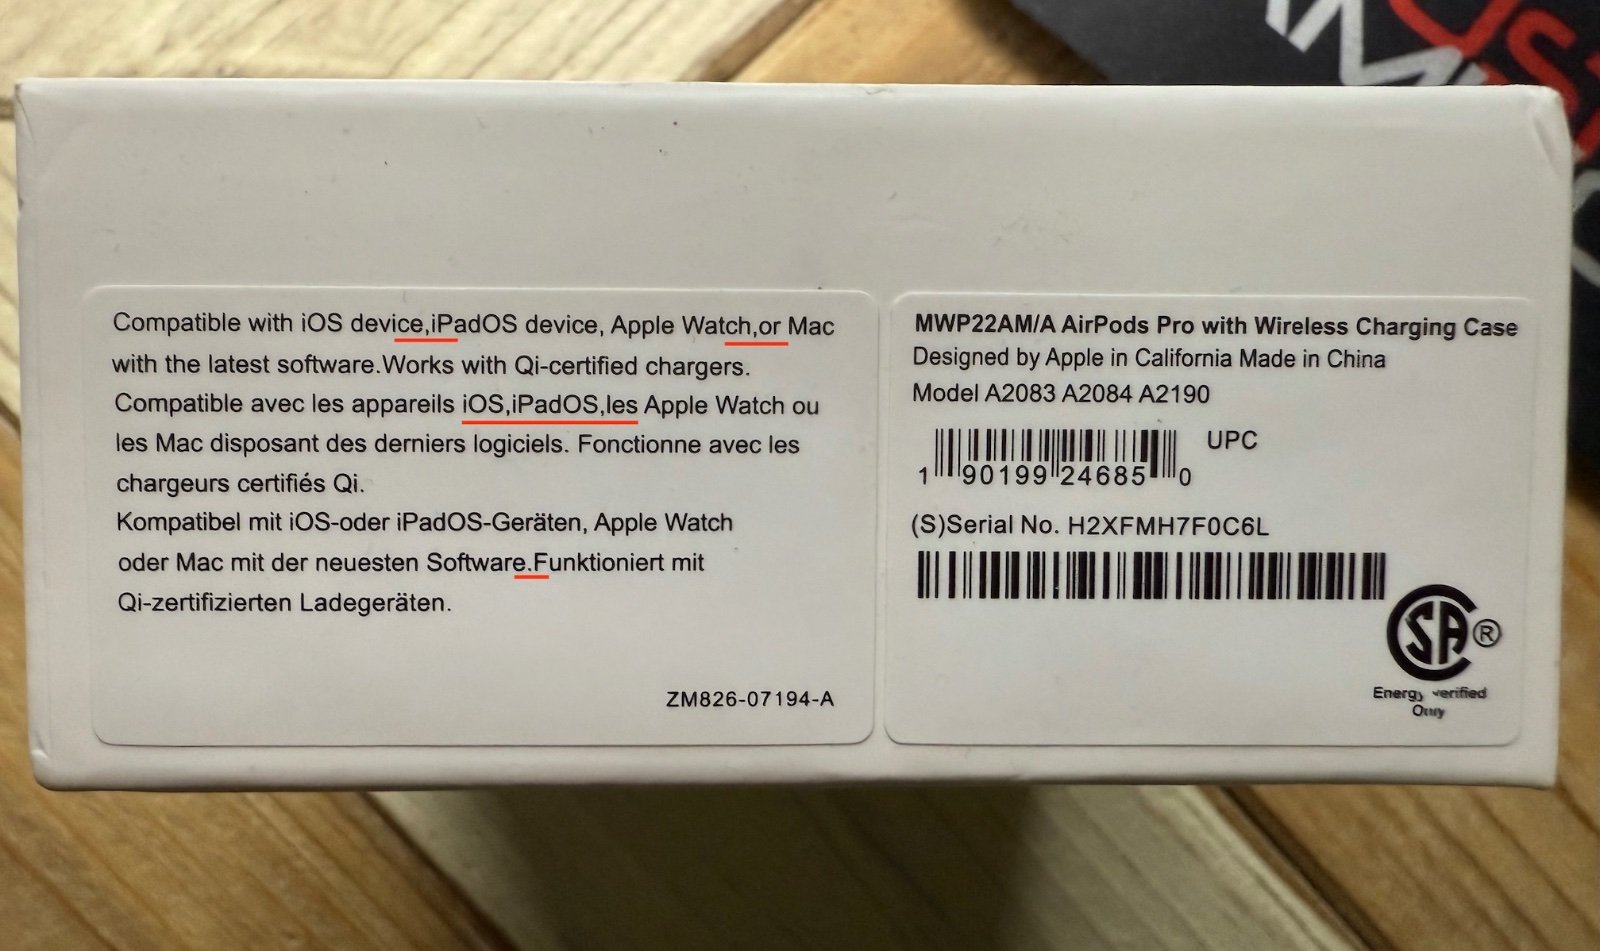 Compatible with iOS device,iPadOS device, Apple Watch,or Mac
with the latest software.Works with Qi-certified chargers.
Compatible avec les appareils iOS,iPadOS,les Apple Watch ou
les Mac disposant des derniers logiciels. Fonctionne avec les
chargeurs certifiés Qi.
Kompatibel mit iOS-oder iPadOS-Geräten, Apple Watch
oder Mac mit der neuesten Software.Funktioniert mit
Qi-zertifizierten Ladegeräten.
ZM826-07194-A
MWP22AM/A AirPods Pro with Wireless Charging Case
Designed by Apple in California Made in China
Model A2083 A2084 A2190
UPC
1 90199 24685 0
(S)Serial No. H2XFMH7F0C6L
SA ®
Energy verified